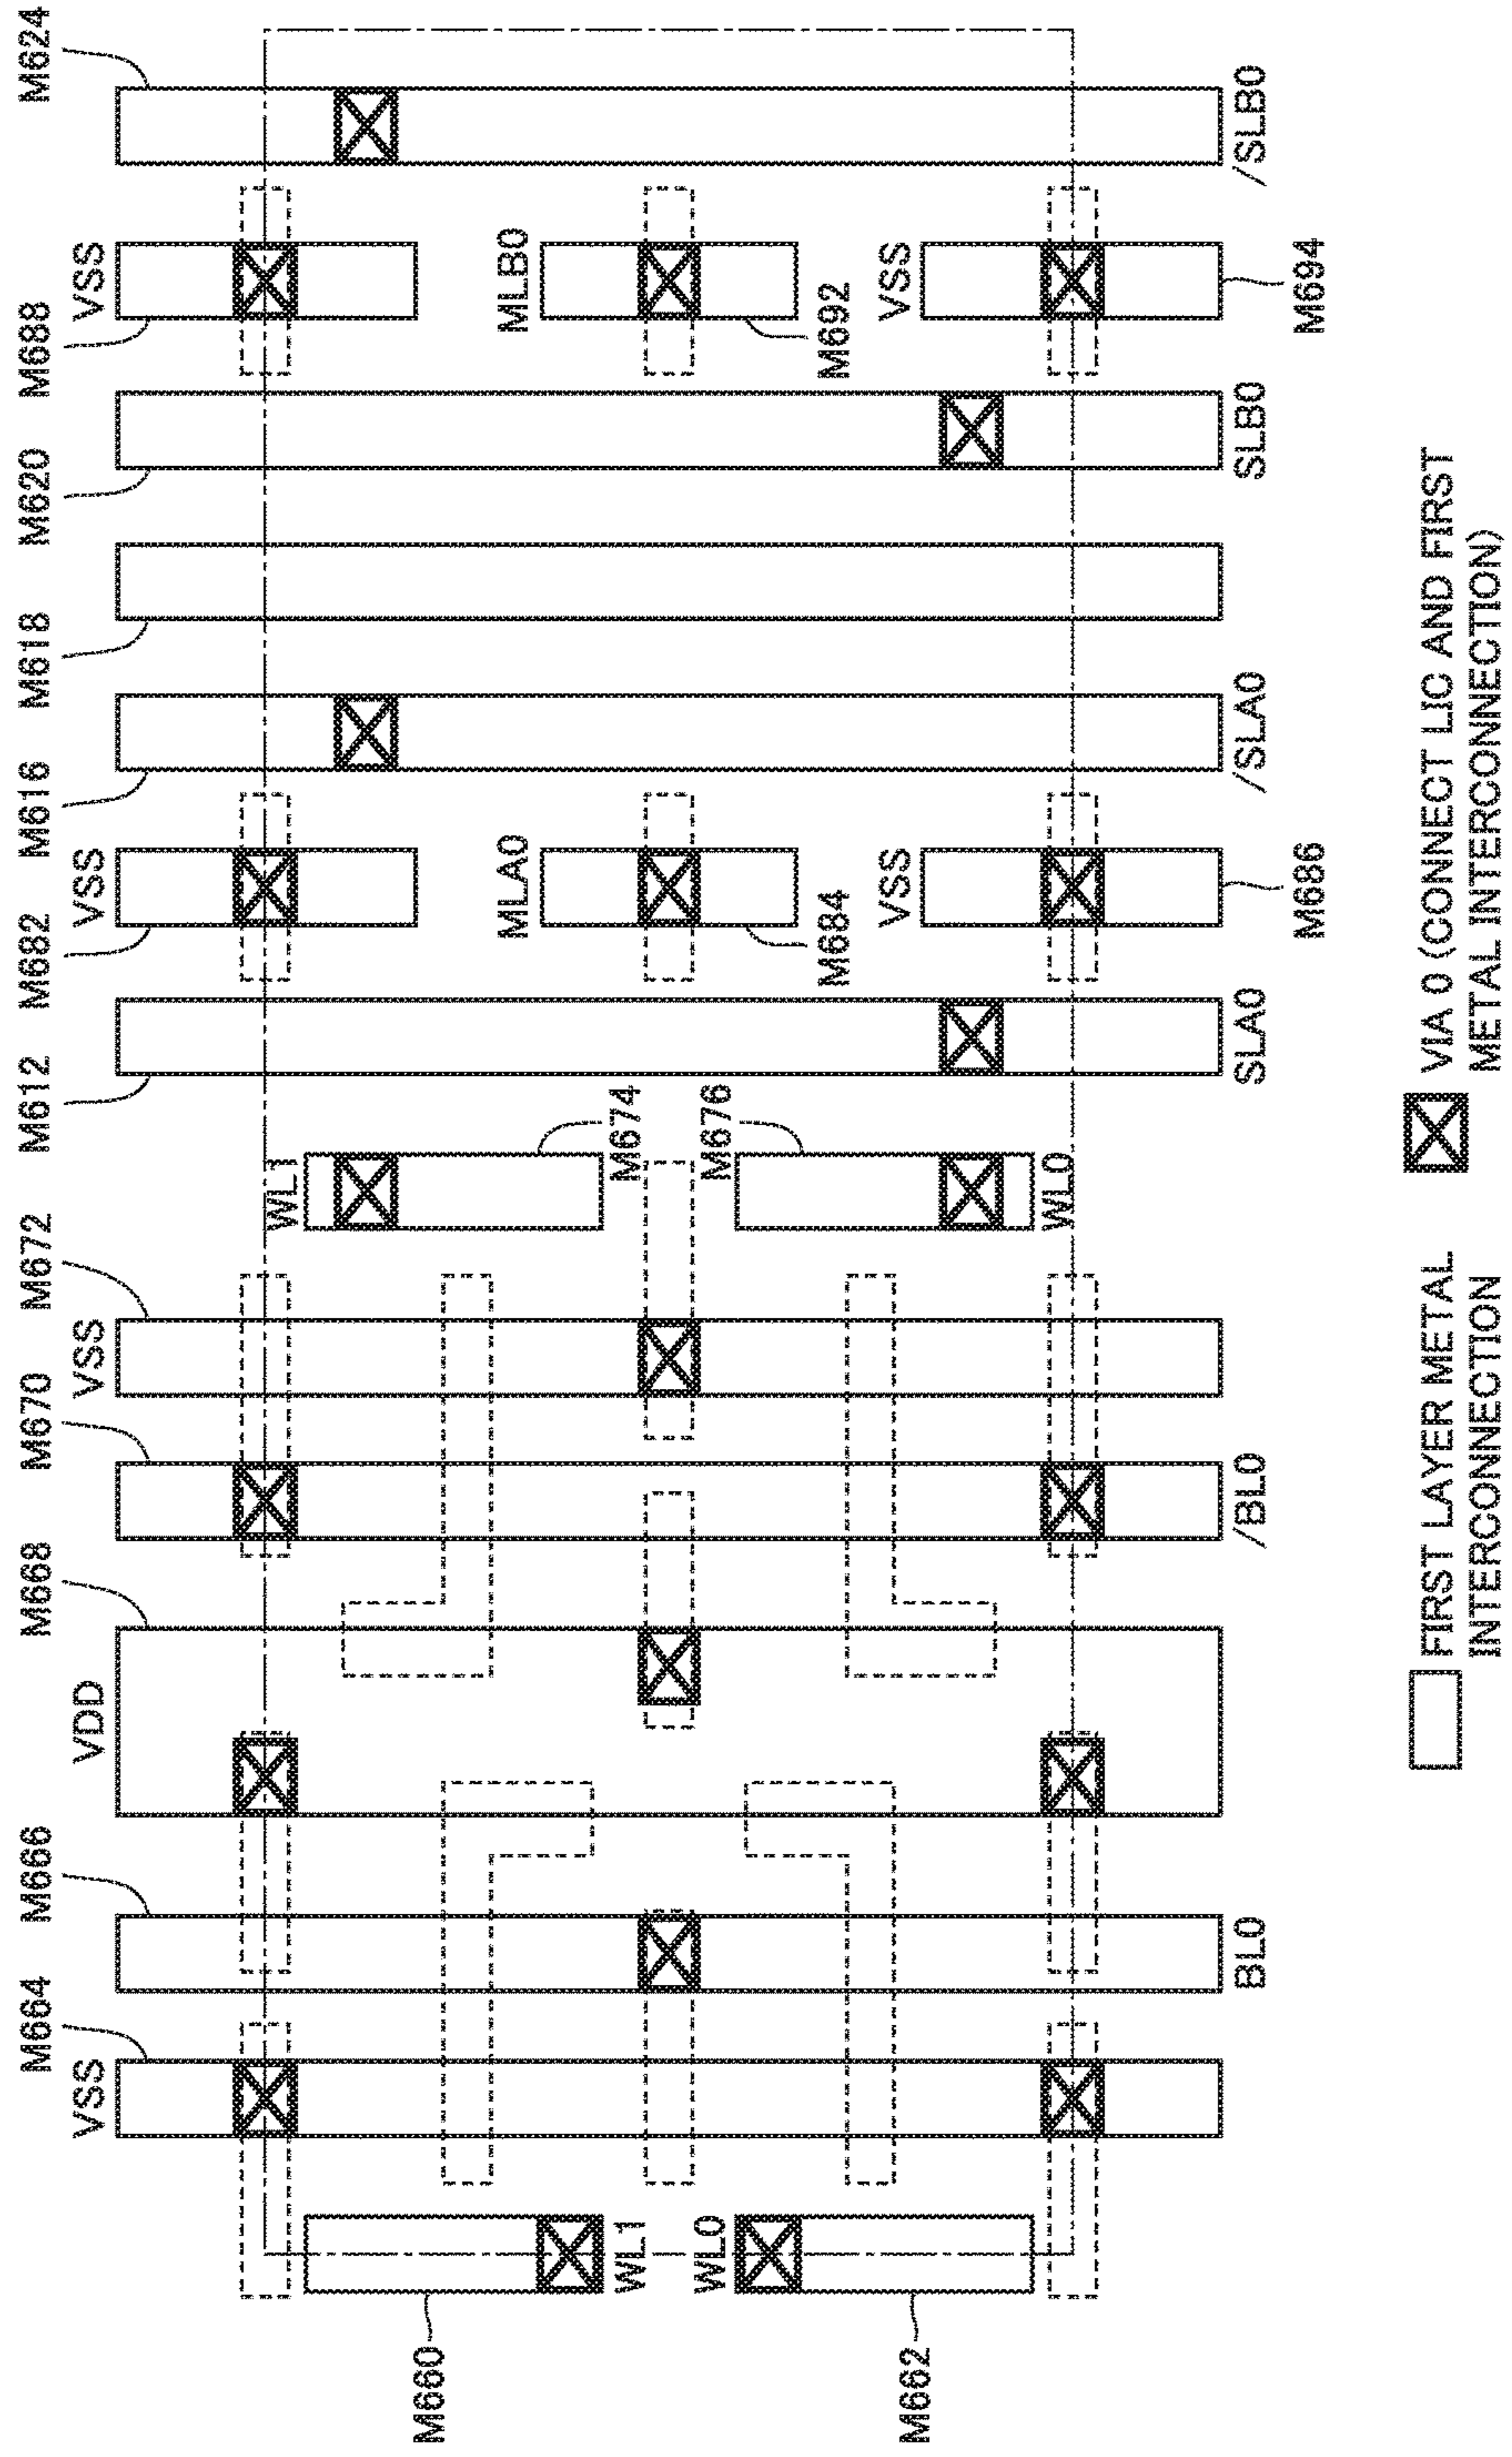 M664
M666
M668
M670
M672
M612
M682
M616
M618
M620
M688
M624
VSS
VDD
VSS
VSS
VSS
WL1
M660
MLA0
MLB0
WL1
M674
WL0
M676
M684
M692
VSS
VSS
M662
WL0
BL0
/BL0
SLA0
/SLA0
SLB0
/SLB0
M686
M694
FIRST LAYER METAL
INTERCONNECTION
VIA 0 (CONNECT LIC AND FIRST
METAL INTERCONNECTION)